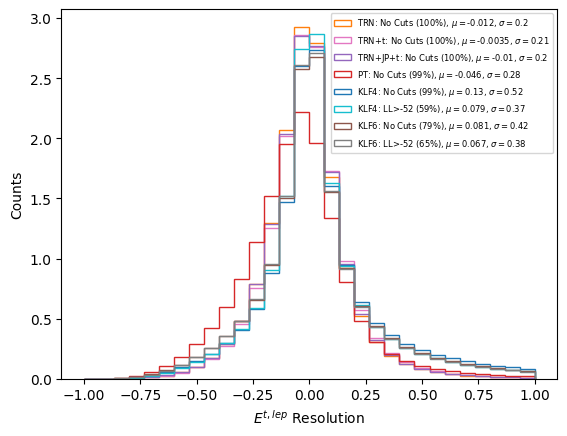 TRN: No Cuts (100%), μ = -0.012, σ = 0.2
TRN+t: No Cuts (100%), μ = -0.0035, σ = 0.21
TRN+JP+t: No Cuts (100%), μ = -0.01, σ = 0.2
PT: No Cuts (99%), μ = -0.046, σ = 0.28
KLF4: No Cuts (99%), μ = 0.13, σ = 0.52
KLF4: LL>-52 (59%), μ = 0.079, σ = 0.37
KLF6: No Cuts (79%), μ = 0.081, σ = 0.42
KLF6: LL>-52 (65%), μ = 0.067, σ = 0.38
3.0
2.5
2.0
1.5
1.0
0.5
0.0
Counts
−1.00 −0.75 −0.50 −0.25 0.00 0.25 0.50 0.75 1.00
E^{t, lep} Resolution